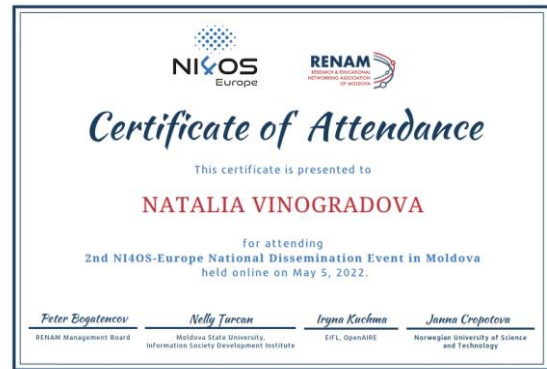 NI4OS
Europe
RENAM
RESEARCH & EDUCATIONAL
NETWORKING ASSOCIATION
OF MOLDOVA
Certificate of Attendance
This certificate is presented to
NATALIA VINOGRADOVA
for attending
2nd NI4OS-Europe National Dissemination Event in Moldova
held online on May 5, 2022.
Peter Bogatencov
RENAM Management Board
Nelly Turcan
Moldova State University,
Information Society Development Institute
Iryna Kuchma
EIFL, OpenAIRE
Janna Cropotova
Norwegian University of Science
and Technology